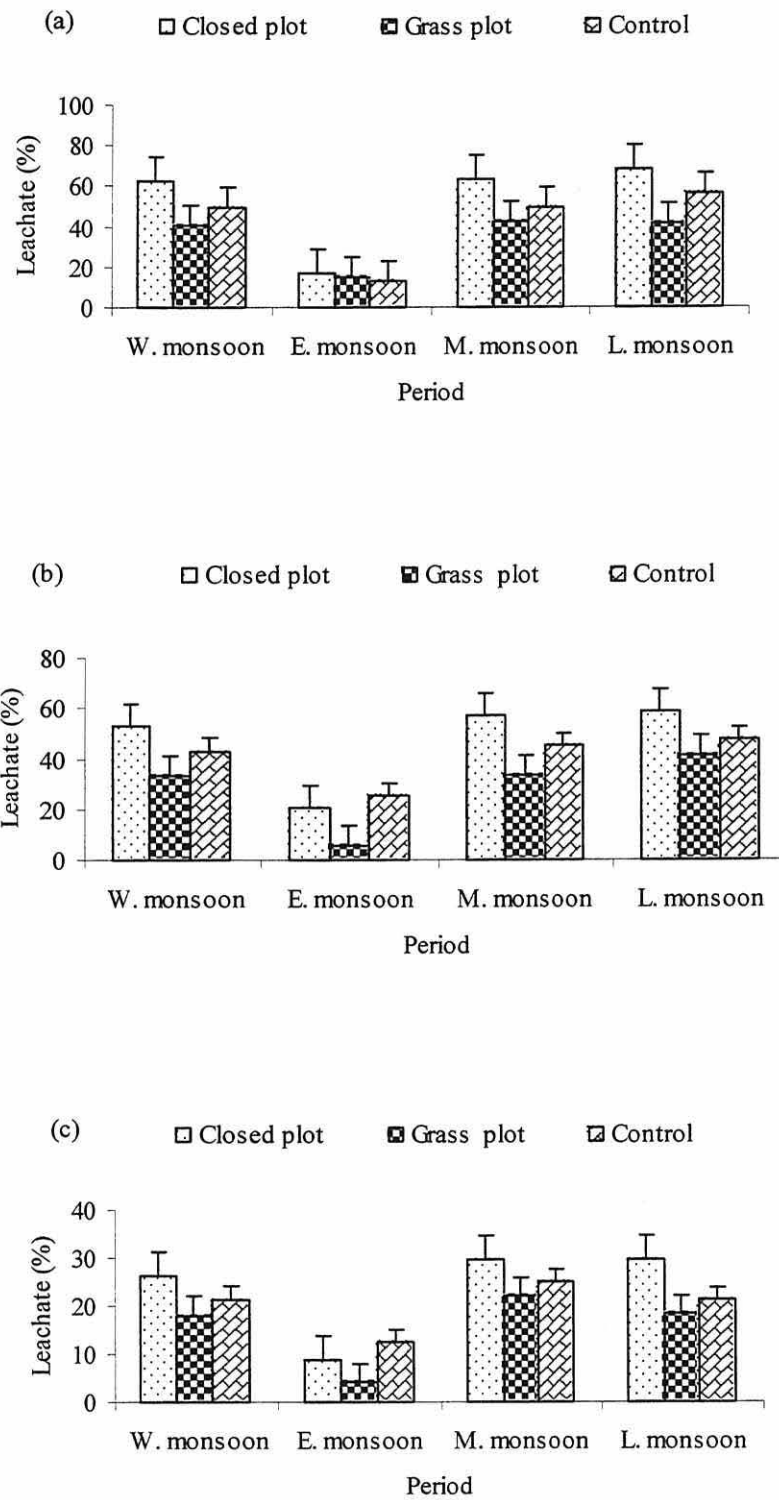 (a) Closed plot Grass plot Control
100
80
60
40
20
0
Leachate (%)
W. monsoon E. monsoon M. monsoon L. monsoon
Period
(b) Closed plot Grass plot Control
80
60
40
20
0
Leachate (%)
W. monsoon E. monsoon M. monsoon L. monsoon
Period
(c) Closed plot Grass plot Control
40
30
20
10
0
Leachate (%)
W. monsoon E. monsoon M. monsoon L. monsoon
Period